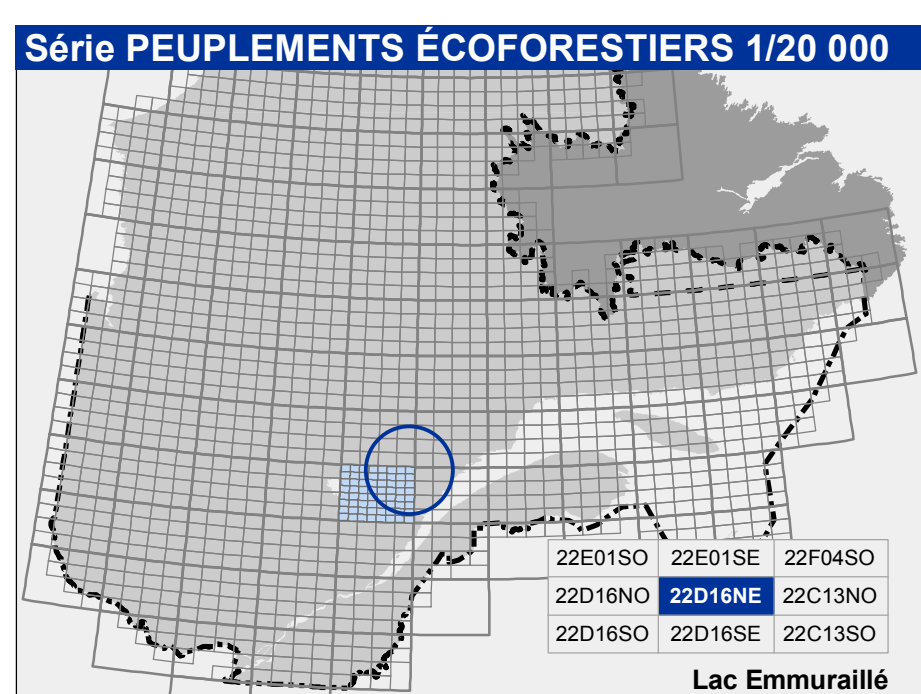 Série PEUPLEMENTS ÉCOFORESTIERS 1/20 000
22E01SO 22E01SE 22F04SO
22D16NO 22D16NE 22C13NO
22D16SO 22D16SE 22C13SO
Lac Emmuraillé